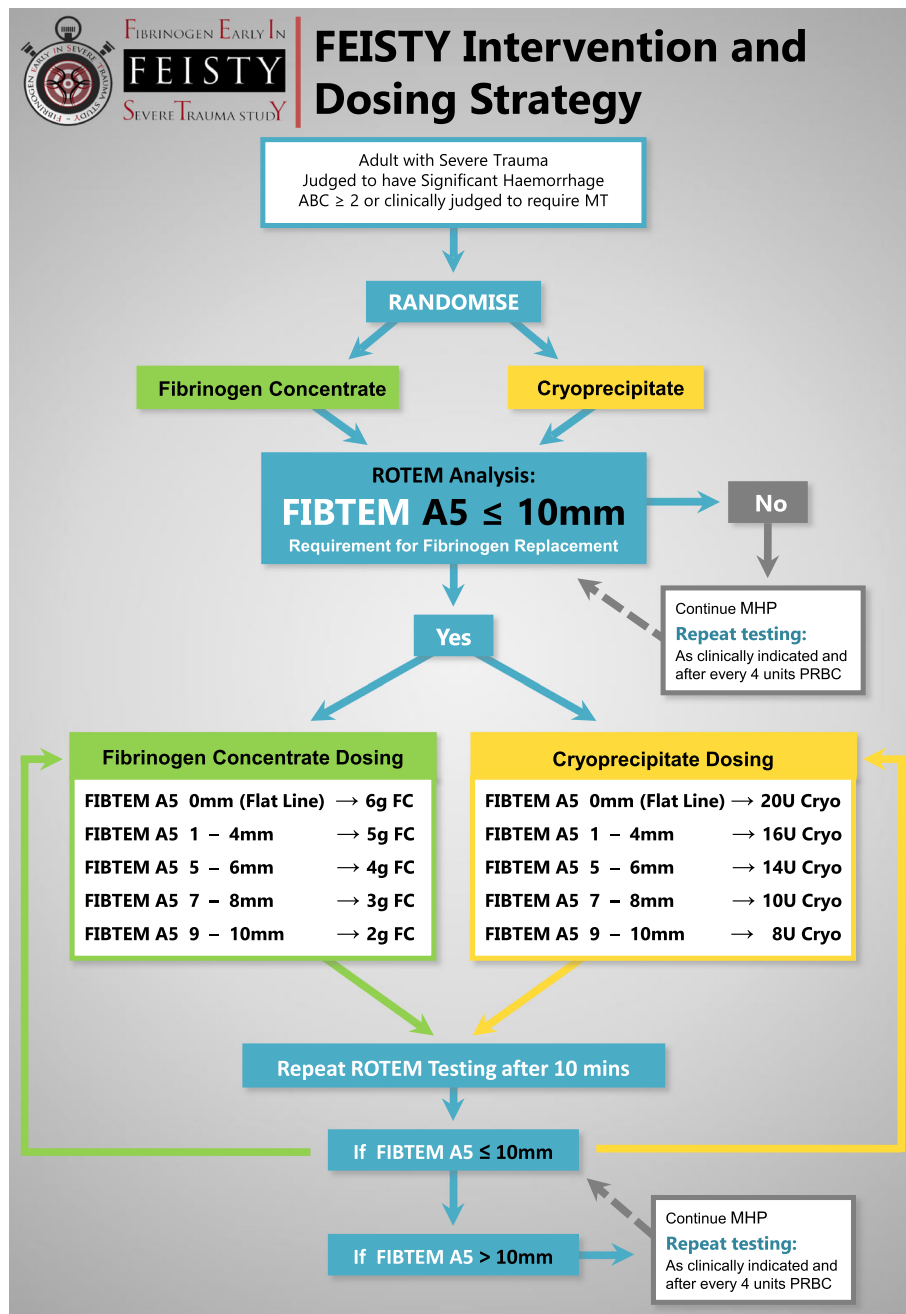 FIBRINOGEN EARLY IN
FEISTY
SEVERE TRAUMA STUDY
FIBRINOGEN EARLY IN SEVERE TRAUMA STUDY -
FEISTY Intervention and
Dosing Strategy
Adult with Severe Trauma
Judged to have Significant Haemorrhage
ABC ≥ 2 or clinically judged to require MT
RANDOMISE
Fibrinogen Concentrate
Cryoprecipitate
ROTEM Analysis:
FIBTEM A5 ≤ 10mm
Requirement for Fibrinogen Replacement
No
Continue MHP
Repeat testing:
As clinically indicated and
after every 4 units PRBC
Yes
Fibrinogen Concentrate Dosing
FIBTEM A5 0mm (Flat Line) → 6g FC
FIBTEM A5 1 – 4mm → 5g FC
FIBTEM A5 5 – 6mm → 4g FC
FIBTEM A5 7 – 8mm → 3g FC
FIBTEM A5 9 – 10mm → 2g FC
Cryoprecipitate Dosing
FIBTEM A5 0mm (Flat Line) → 20U Cryo
FIBTEM A5 1 – 4mm → 16U Cryo
FIBTEM A5 5 – 6mm → 14U Cryo
FIBTEM A5 7 – 8mm → 10U Cryo
FIBTEM A5 9 – 10mm → 8U Cryo
Repeat ROTEM Testing after 10 mins
If FIBTEM A5 ≤ 10mm
If FIBTEM A5 > 10mm
Continue MHP
Repeat testing:
As clinically indicated and
after every 4 units PRBC